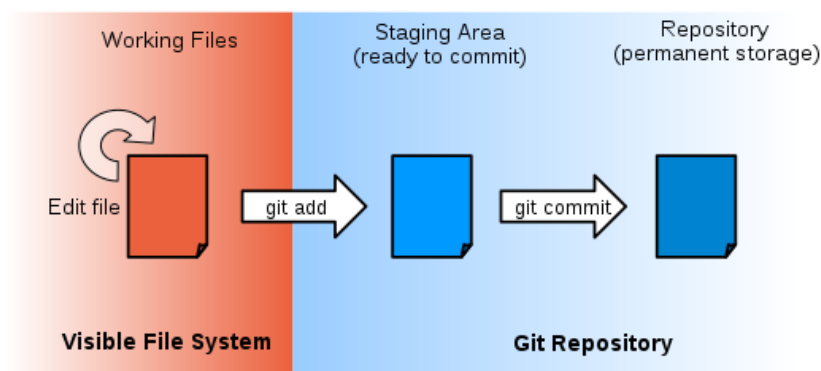 Working Files
Staging Area
(ready to commit)
Repository
(permanent storage)
Edit file
git add
git commit
Visible File System
Git Repository